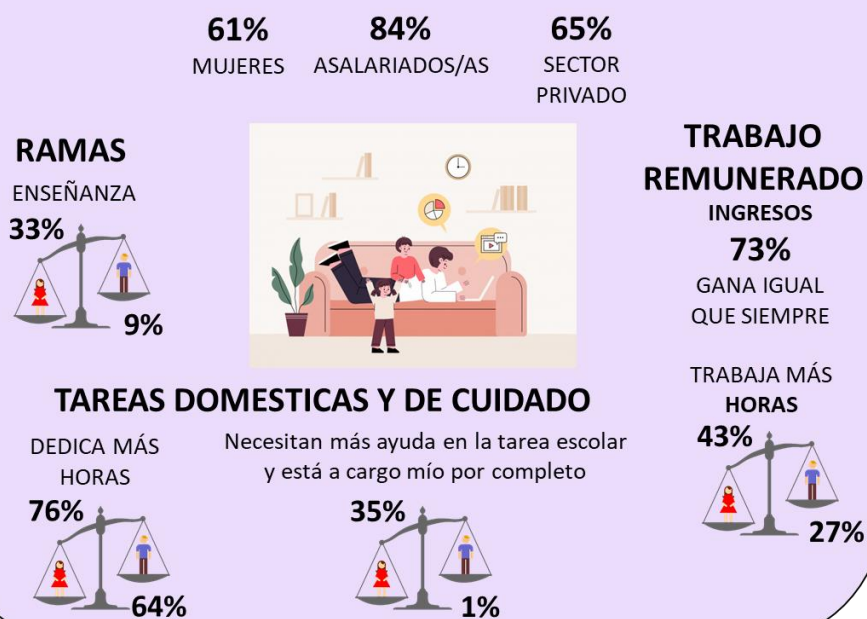 61%
MUJERES
84%
ASALARIADOS/AS
65%
SECTOR
PRIVADO
RAMAS
ENSEÑANZA
33%
9%
TRABAJO
REMUNERADO
INGRESOS
73%
GANA IGUAL
QUE SIEMPRE
TRABAJA MÁS
HORAS
43%
27%
TAREAS DOMESTICAS Y DE CUIDADO
DEDICA MÁS
HORAS
76%
64%
Necesitan más ayuda en la tarea escolar
y está a cargo mío por completo
35%
1%